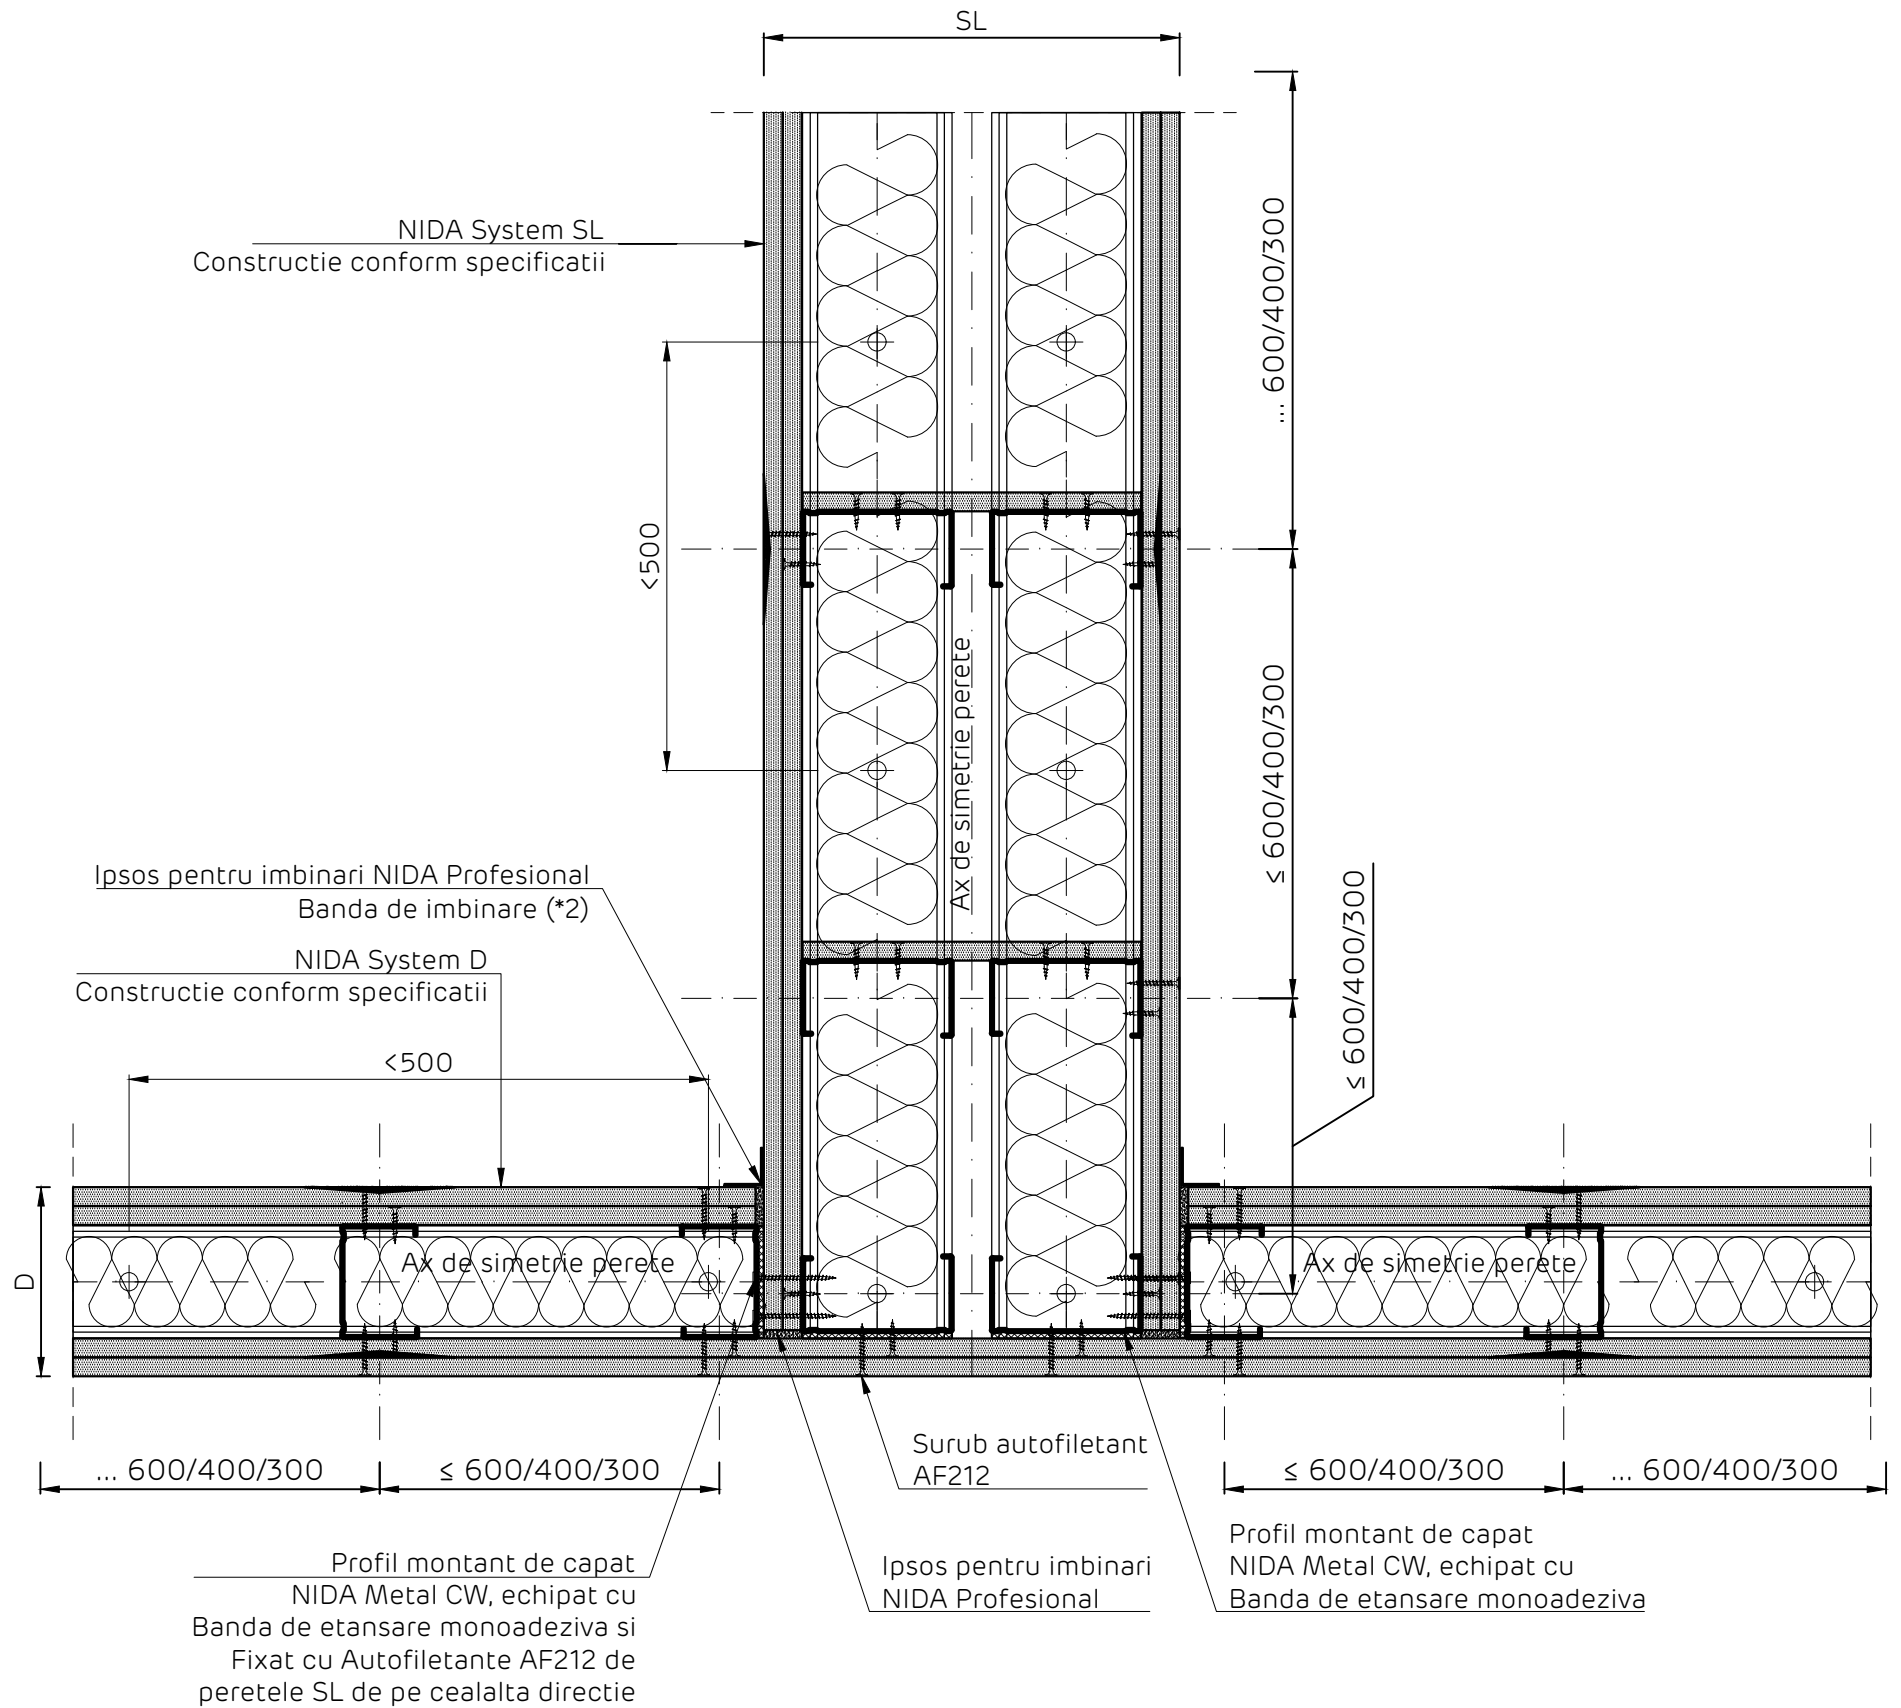 SL
NIDA System SL
Constructie conform specificatii
... 600/400/300
<500
≤ 600/400/300
Ax de simetrie perete
Ipsos pentru imbinari NIDA Profesional
Banda de imbinare (*2)
≤ 600/400/300
NIDA System D
Constructie conform specificatii
<500
D
Ax de simetrie perete
Ax de simetrie perete
... 600/400/300
≤ 600/400/300
Surub autofiletant
AF212
≤ 600/400/300
... 600/400/300
Profil montant de capat
NIDA Metal CW, echipat cu
Banda de etansare monoadeziva si
Fixat cu Autofiletante AF212 de
peretele SL de pe cealalta directie
Ipsos pentru imbinari
NIDA Profesional
Profil montant de capat
NIDA Metal CW, echipat cu
Banda de etansare monoadeziva